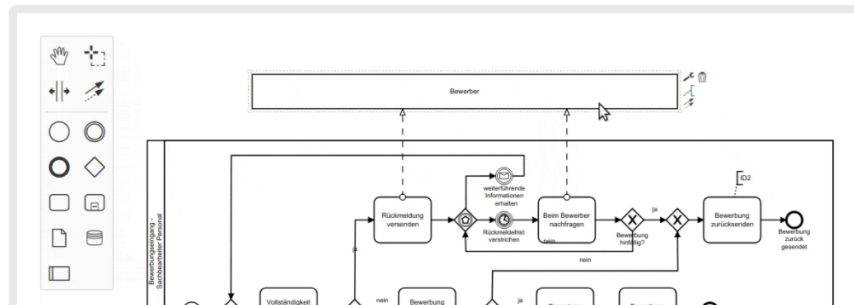 Bewerber
ID2
weiterführende
Informationen
erhalten
Rückmeldung
versenden
Beim Bewerber
nachfragen
ja
Bewerbung
zurücksenden
Rückmeldefrist
verstrichen
nein
Bewerbung
hinfällig?
Bewerbung
zurück
gesendet
Bewerbungseingang -
Sachbearbeiter Personal
ja
nein
Vollständigkeit
nein
Bewerbung
ja